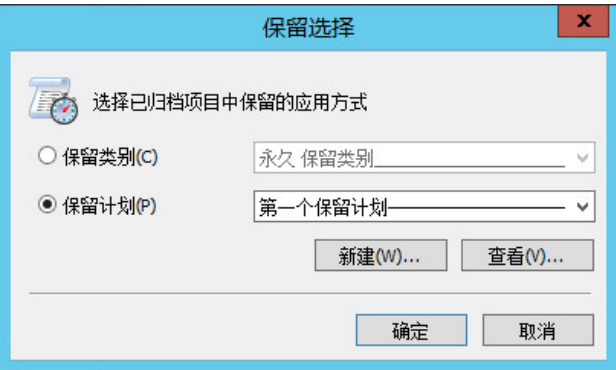 保留选择
选择已归档项目中保留的应用方式
保留类别(C)
永久 保留类别
保留计划(P)
第一个保留计划
新建(W)... 查看(V)...
确定 取消